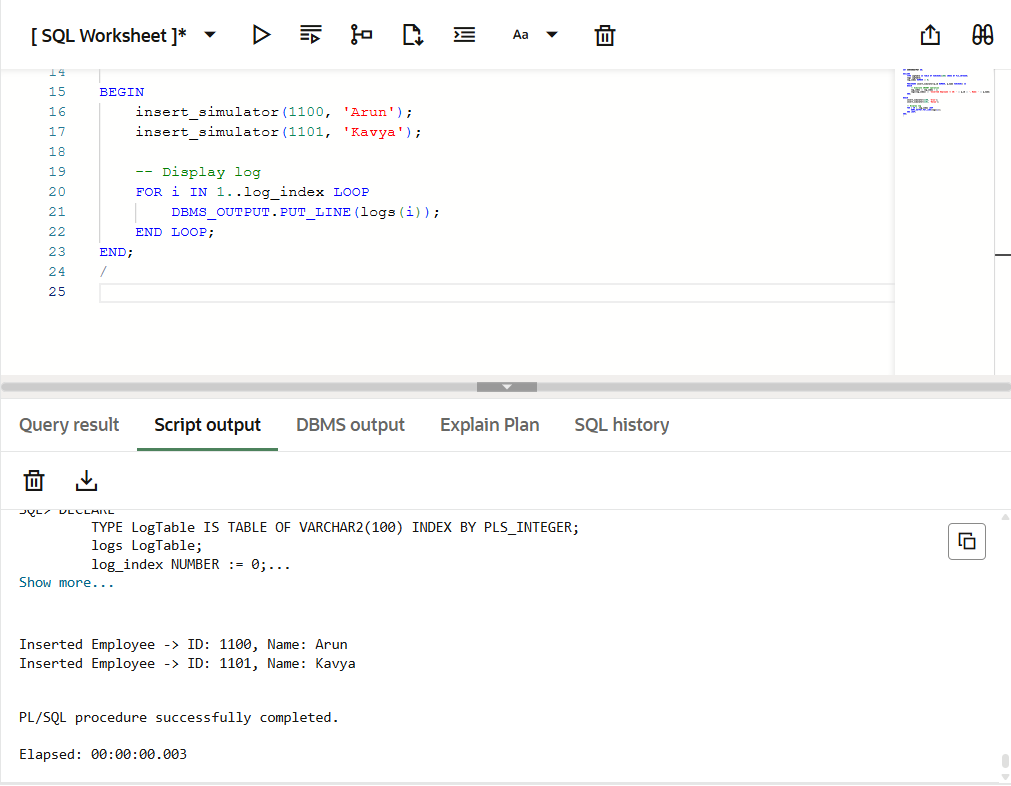 [ SQL Worksheet ]*
Aa
14
15 BEGIN
16 insert_simulator(1100, 'Arun');
17 insert_simulator(1101, 'Kavya');
18
19 -- Display log
20 FOR i IN 1..log_index LOOP
21 DBMS_OUTPUT.PUT_LINE(logs(i));
22 END LOOP;
23 END;
24 /
25
Query result Script output DBMS output Explain Plan SQL history
SQL> DECLARE
TYPE LogTable IS TABLE OF VARCHAR2(100) INDEX BY PLS_INTEGER;
logs LogTable;
log_index NUMBER := 0;...
Show more...
Inserted Employee -> ID: 1100, Name: Arun
Inserted Employee -> ID: 1101, Name: Kavya
PL/SQL procedure successfully completed.
Elapsed: 00:00:00.003